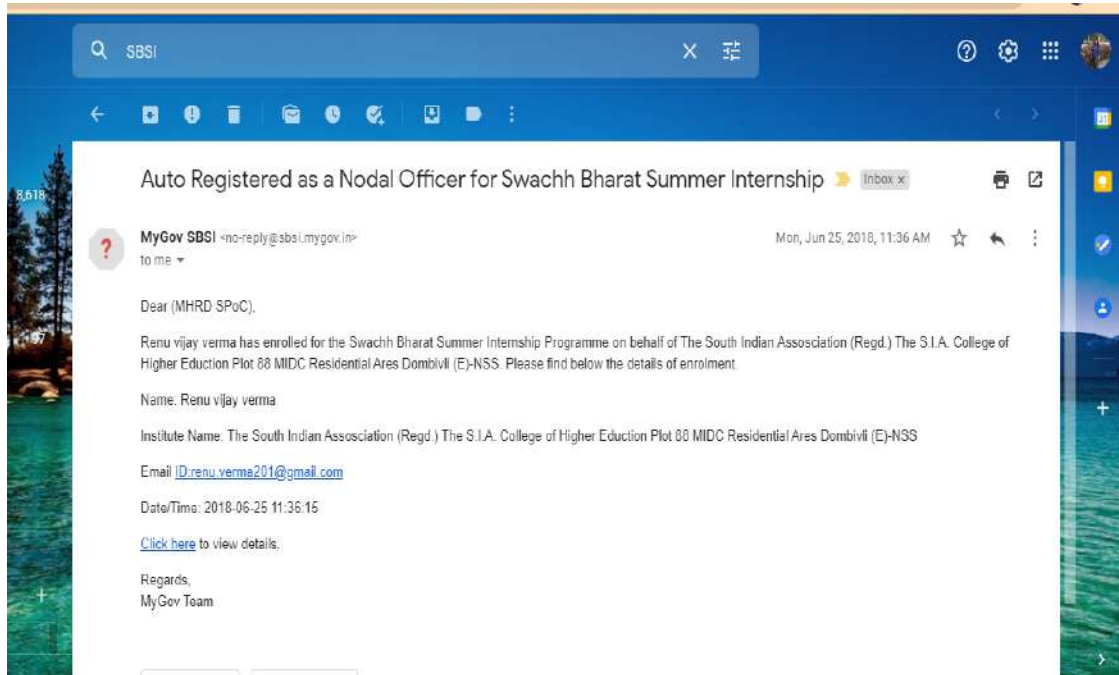 SBSI
8,618
Auto Registered as a Nodal Officer for Swachh Bharat Summer Internship Inbox x
MyGov SBSI <no-reply@sbsi.mygov.in> Mon, Jun 25, 2018, 11:36 AM
to me
?
Dear (MHRD SPoC),
197
Renu vijay verma has enrolled for the Swachh Bharat Summer Internship Programme on behalf of The South Indian Assosciation (Regd.) The S.I.A. College of
Higher Eduction Plot 88 MIDC Residential Ares Dombivli (E)-NSS. Please find below the details of enrolment.
Name: Renu vijay verma
Institute Name: The South Indian Assosciation (Regd.) The S.I.A. College of Higher Eduction Plot 88 MIDC Residential Ares Dombivli (E)-NSS
Email ID:renu.verma201@gmail.com
Date/Time: 2018-06-25 11:36:15
Click here to view details.
Regards,
MyGov Team